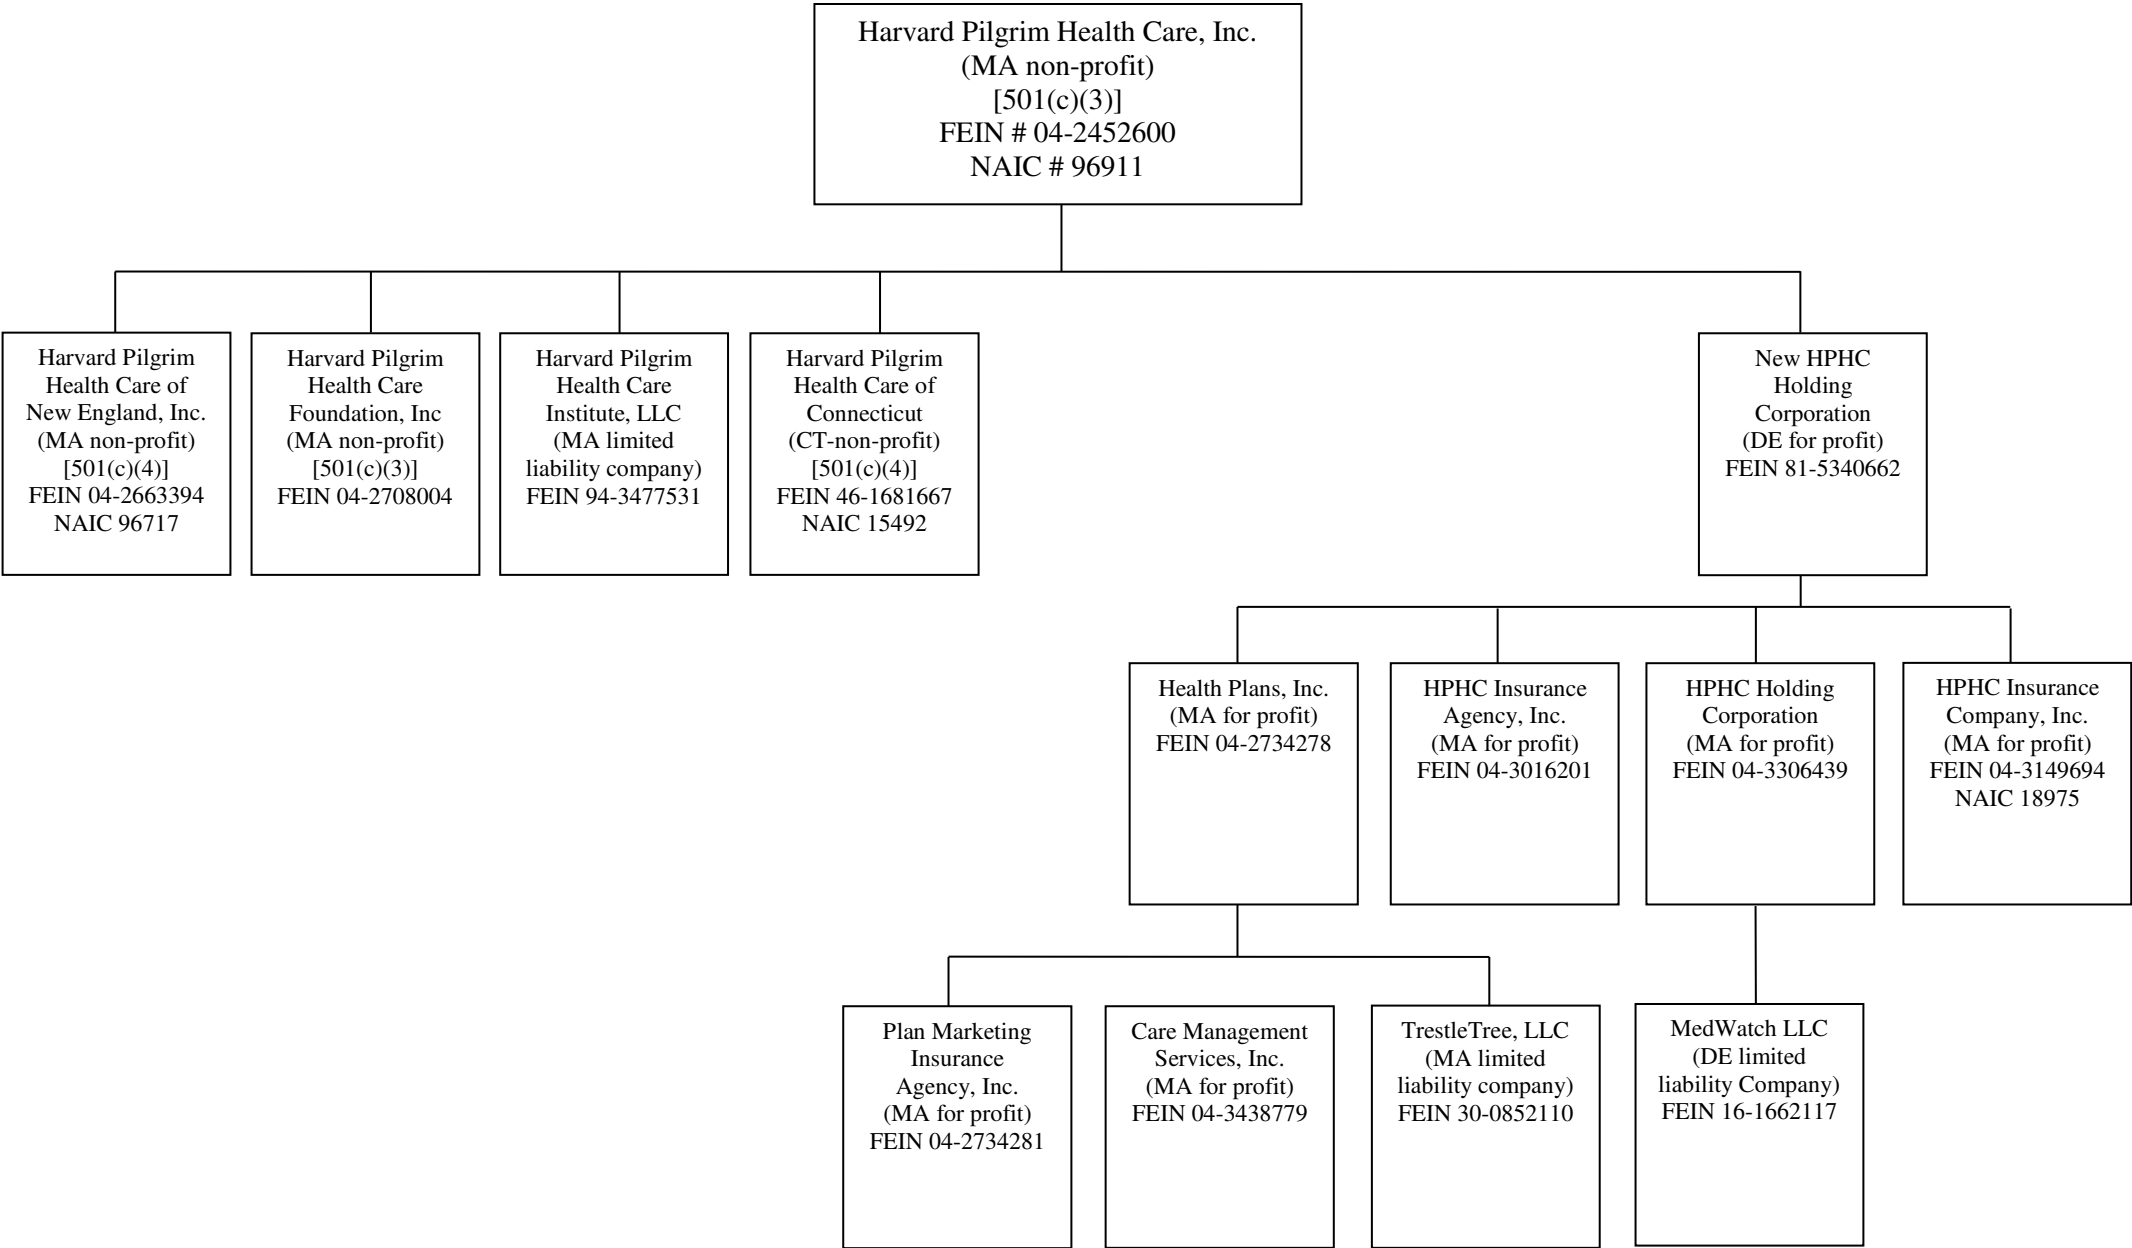 Harvard Pilgrim Health Care, Inc.
(MA non-profit)
[501(c)(3)]
FEIN # 04-2452600
NAIC # 96911
Harvard Pilgrim
Health Care of
New England, Inc.
(MA non-profit)
[501(c)(4)]
FEIN 04-2663394
NAIC 96717
Harvard Pilgrim
Health Care
Foundation, Inc
(MA non-profit)
[501(c)(3)]
FEIN 04-2708004
Harvard Pilgrim
Health Care
Institute, LLC
(MA limited
liability company)
FEIN 94-3477531
Harvard Pilgrim
Health Care of
Connecticut
(CT-non-profit)
[501(c)(4)]
FEIN 46-1681667
NAIC 15492
New HPHC
Holding
Corporation
(DE for profit)
FEIN 81-5340662
Health Plans, Inc.
(MA for profit)
FEIN 04-2734278
HPHC Insurance
Agency, Inc.
(MA for profit)
FEIN 04-3016201
HPHC Holding
Corporation
(MA for profit)
FEIN 04-3306439
HPHC Insurance
Company, Inc.
(MA for profit)
FEIN 04-3149694
NAIC 18975
Plan Marketing
Insurance
Agency, Inc.
(MA for profit)
FEIN 04-2734281
Care Management
Services, Inc.
(MA for profit)
FEIN 04-3438779
TrestleTree, LLC
(MA limited
liability company)
FEIN 30-0852110
MedWatch LLC
(DE limited
liability Company)
FEIN 16-1662117